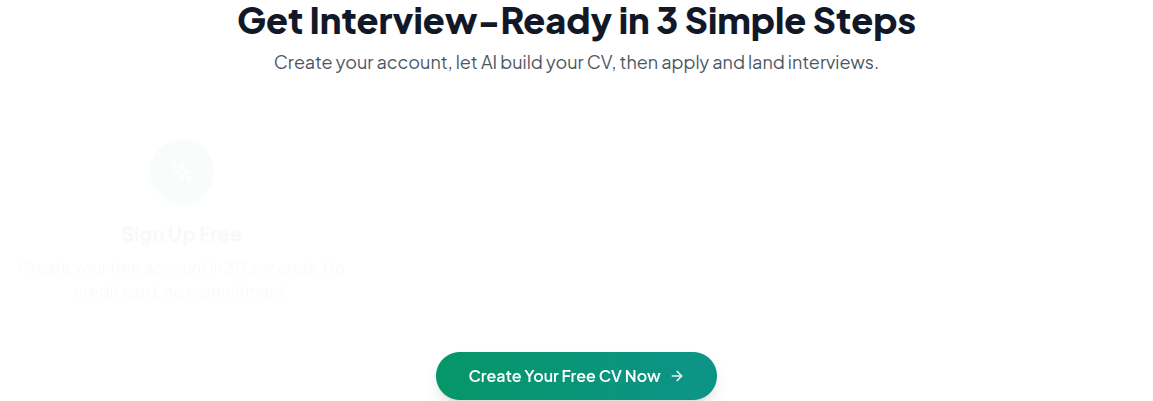 Get Interview-Ready in 3 Simple Steps
Create your account, let AI build your CV, then apply and land interviews.
Sign Up Free
Create your free account in 30 seconds. No
credit card, no commitment.
Create Your Free CV Now